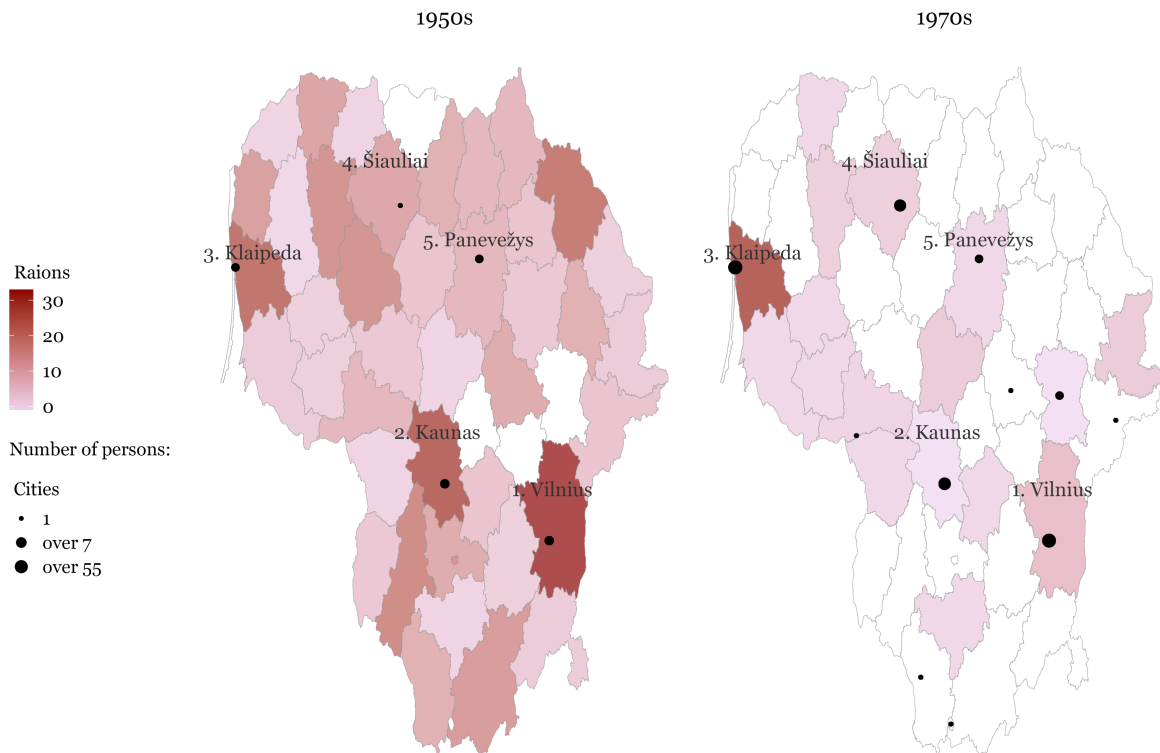 1950s
1970s
4. Šiauliai
3. Klaipeda
5. Panevežys
2. Kaunas
1. Vilnius
4. Šiauliai
3. Klaipeda
5. Panevežys
2. Kaunas
1. Vilnius
Raions
30
20
10
0
Number of persons:
Cities
1
over 7
over 55